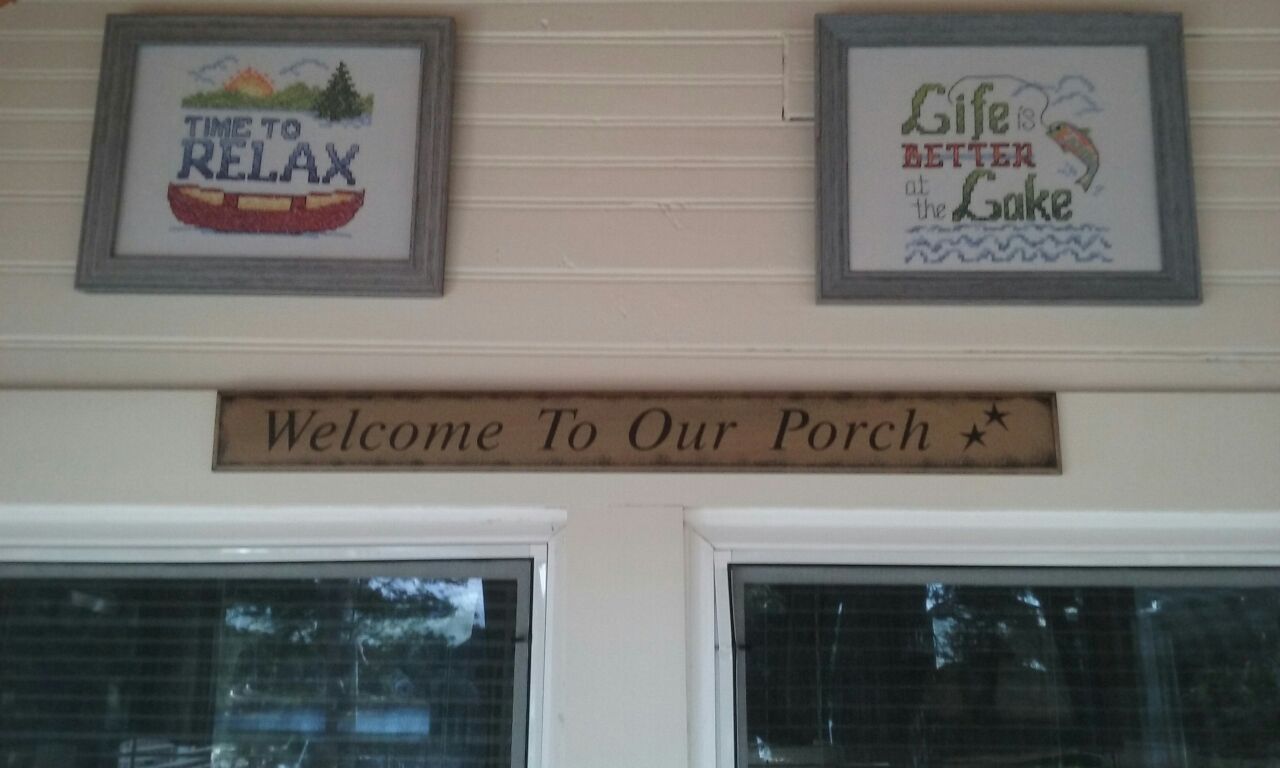 TIME TO
RELAX
Life is
BETTER
at
the Lake
Welcome To Our Porch